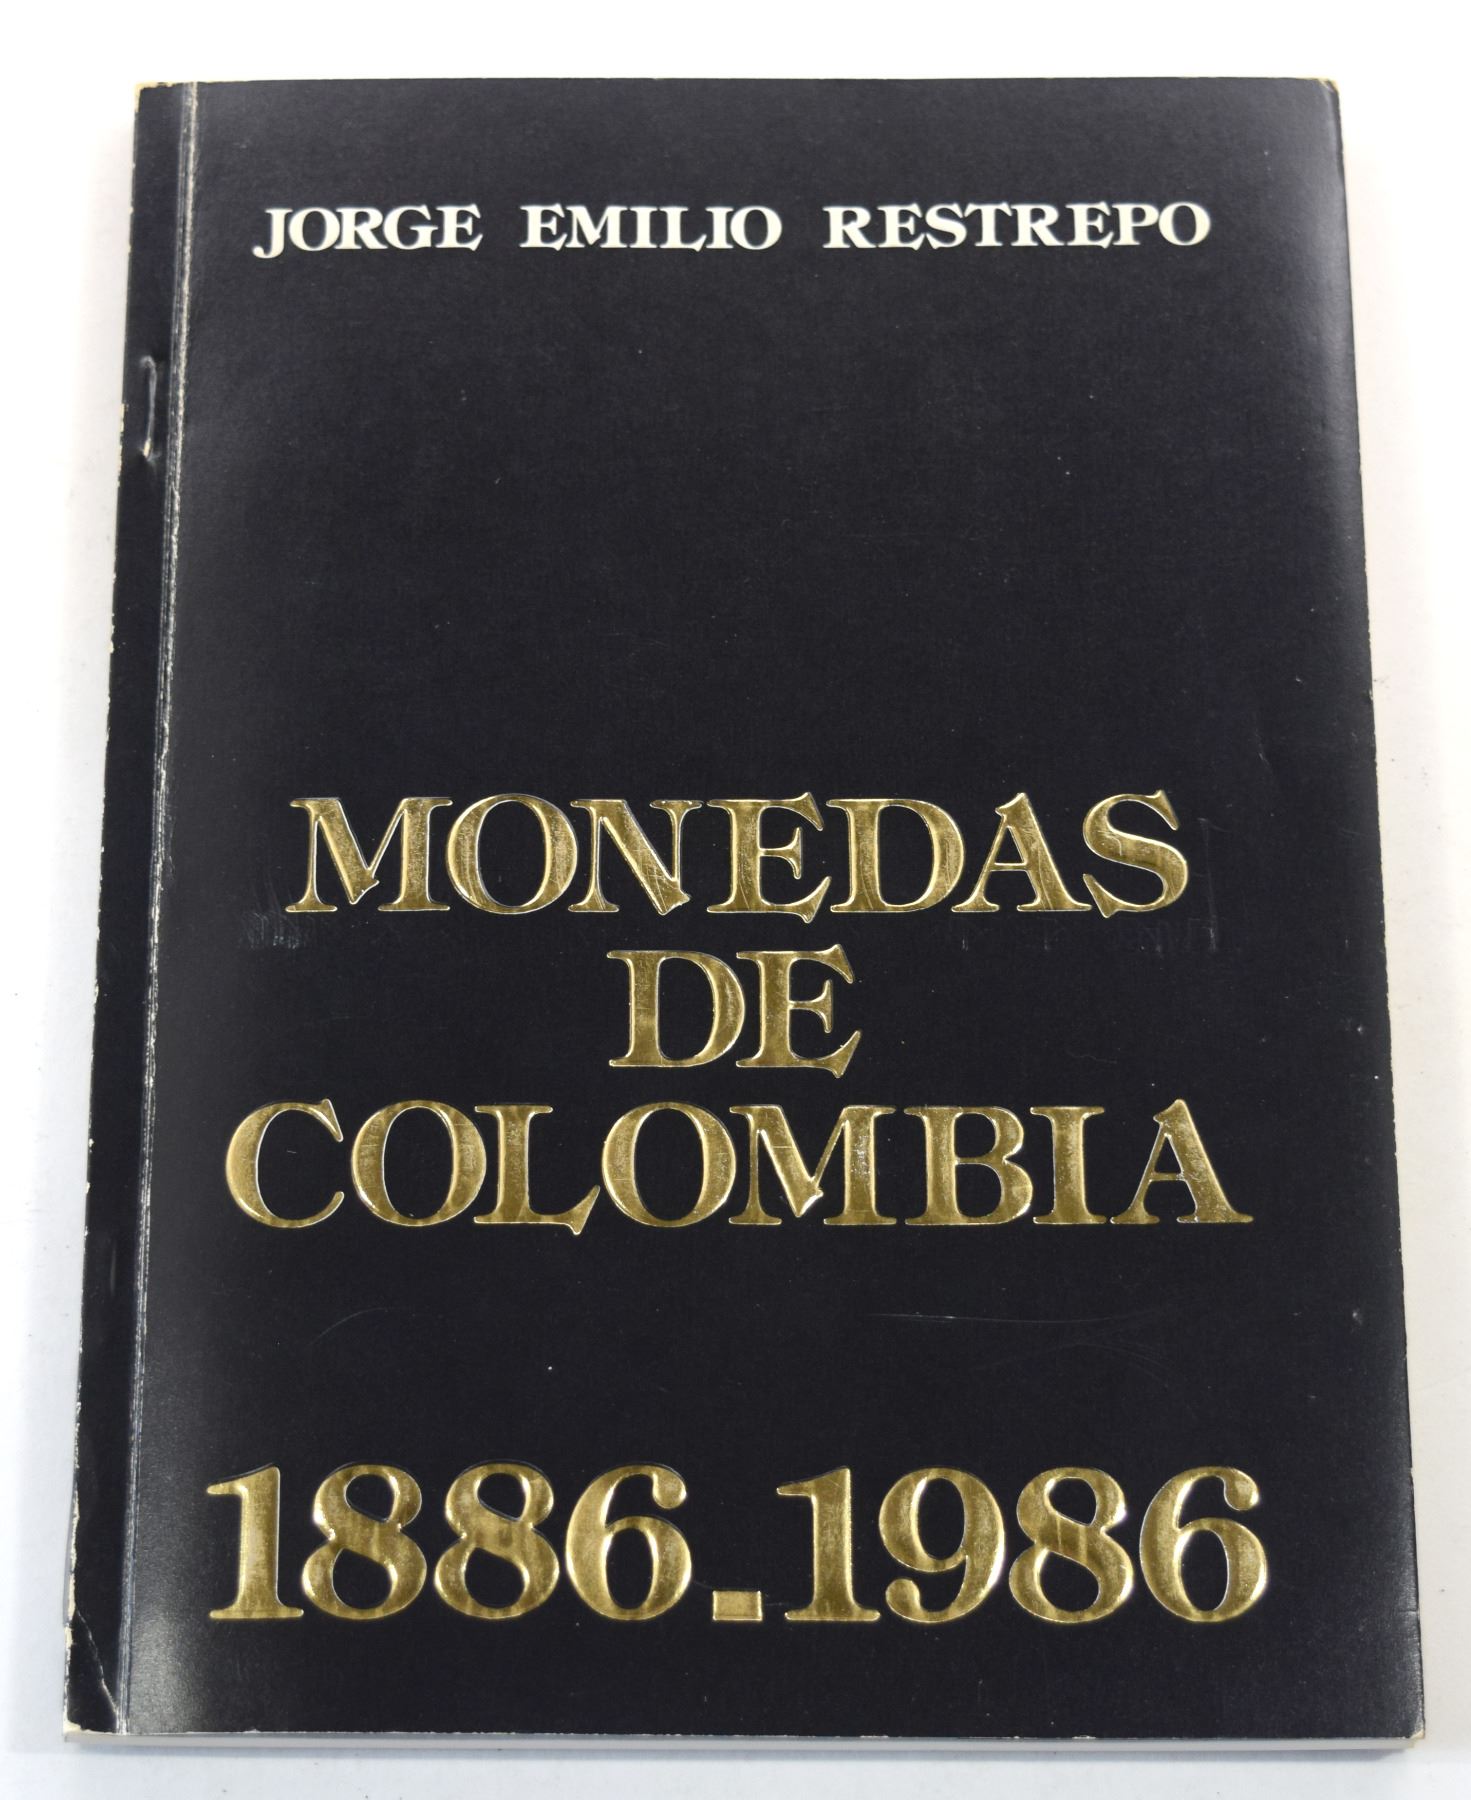 JORGE EMILIO RESTREPO
MONEDAS
DE
COLOMBIA
1886-1986